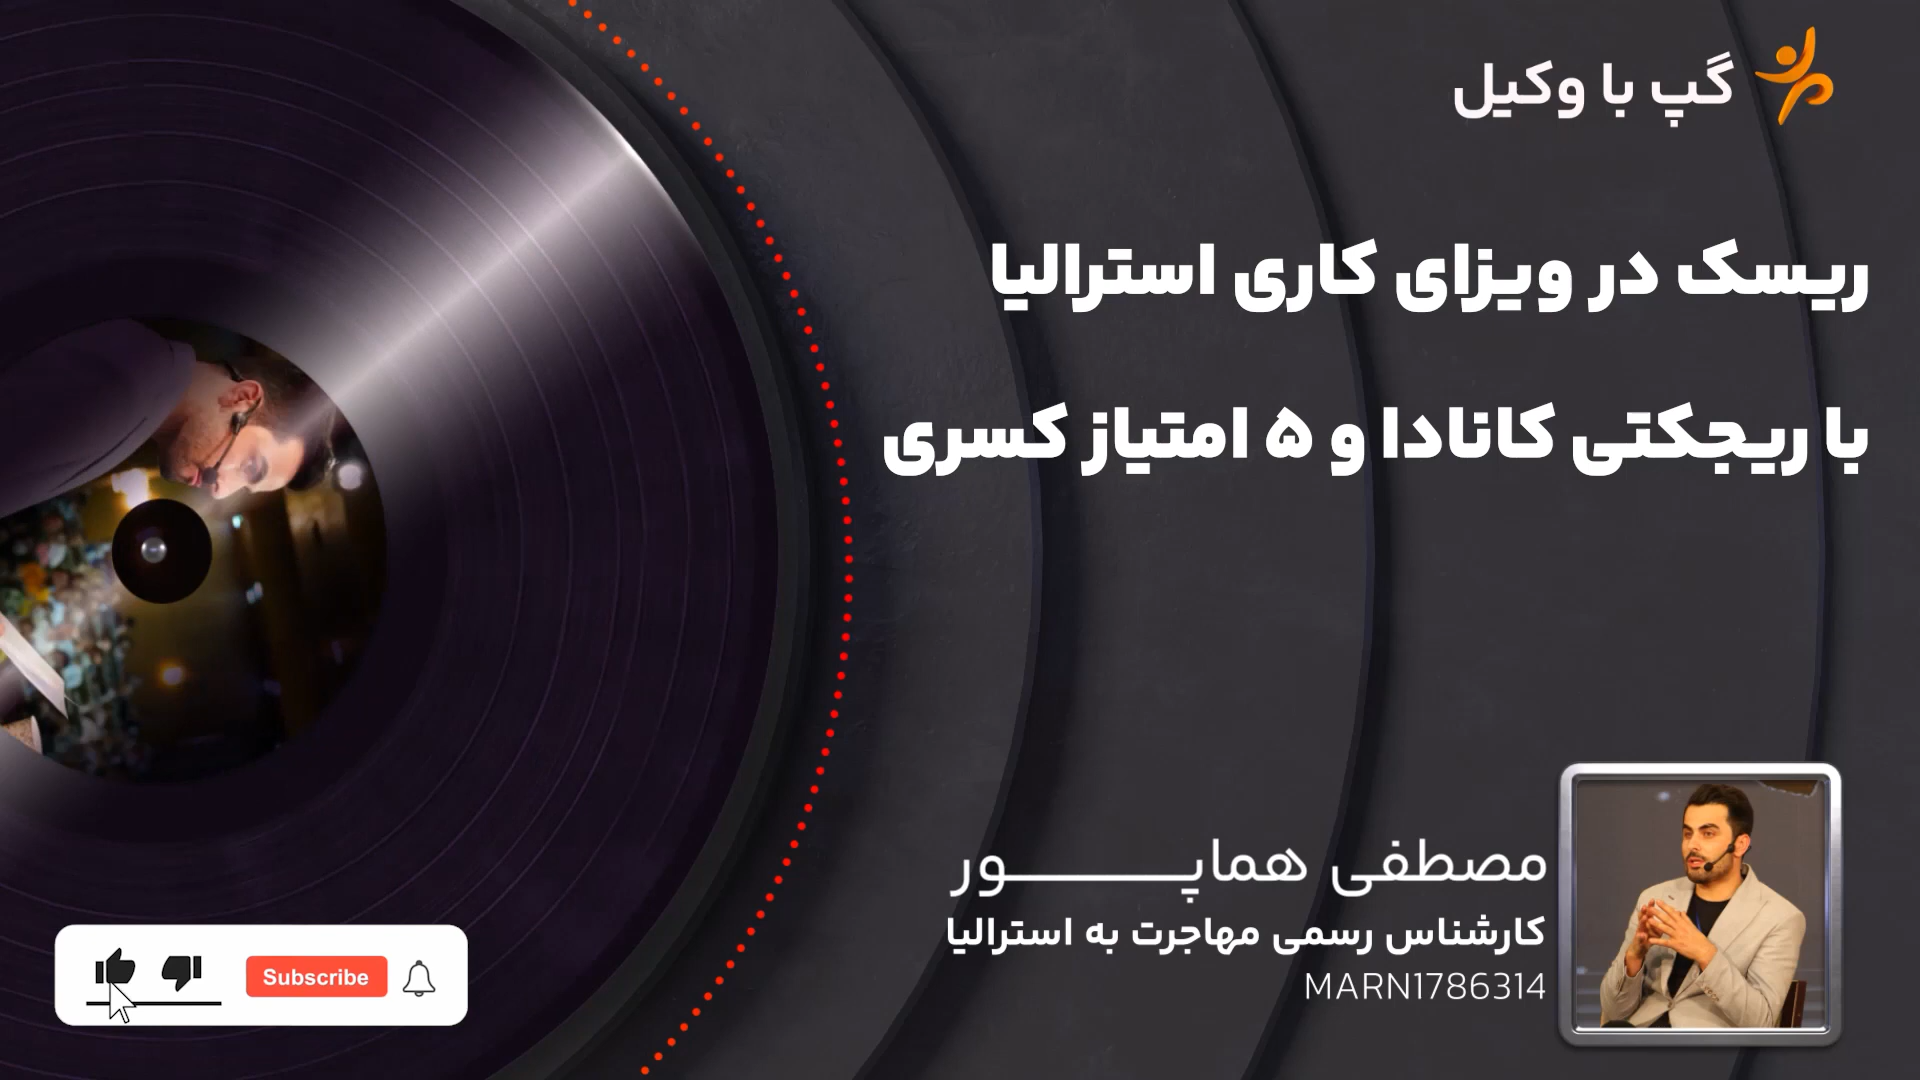 گپ با وکیل
ریسک در ویزای کاری استرالیا
با ریجکتی کانادا و ۵ امتیاز کسری
مصطفی هماپــــــور
کارشناس رسمی مهاجرت به استرالیا
MARN1786314
Subscribe